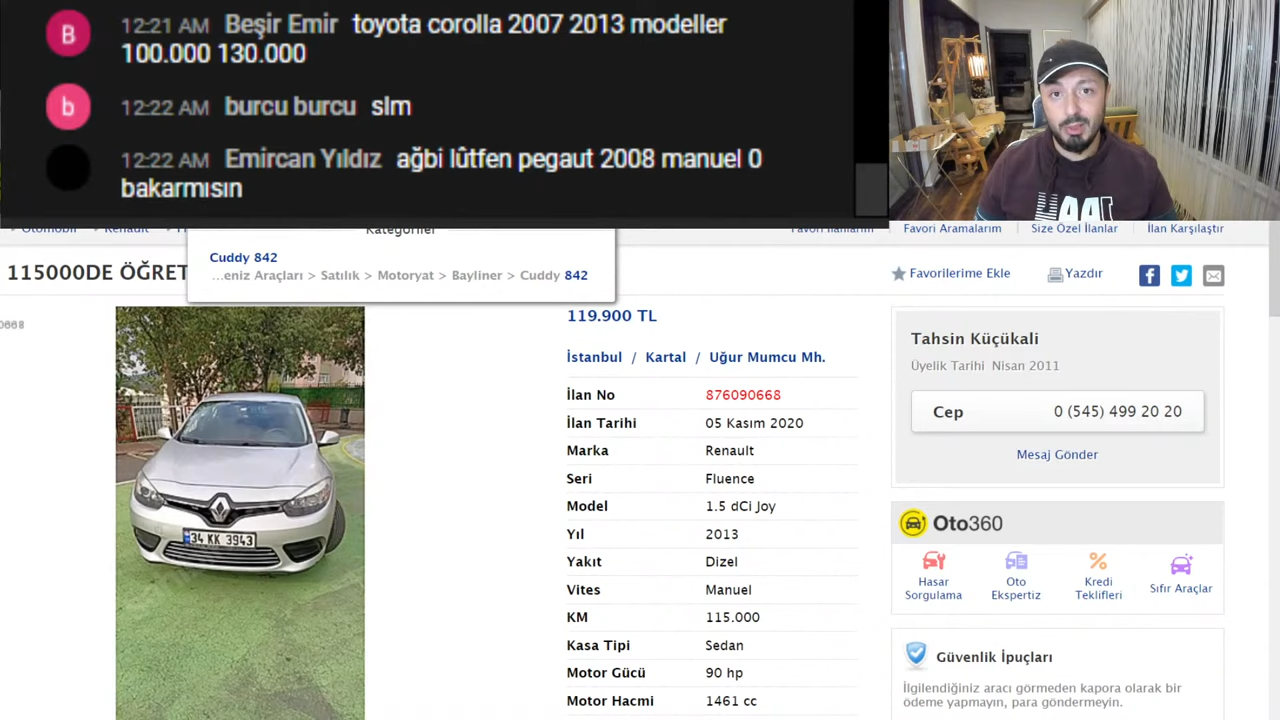 B 12:21 AM Beşir Emir toyota corolla 2007 2013 modeller
100.000 130.000
b 12:22 AM burcu burcu slm
12:22 AM Emircan Yıldız ağbi lûtfen pegaut 2008 manuel 0
bakarmısın
Otomobil Renault Kategoriler Favori İlanlarım Favori Aramalarım Size Özel İlanlar İlan Karşılaştır
Cuddy 842
...eniz Araçları > Satılık > Motoryat > Bayliner > Cuddy 842
115000DE ÖĞRET
Favorilerime Ekle Yazdır
0668
119.900 TL
İstanbul / Kartal / Uğur Mumcu Mh.
İlan No 876090668
İlan Tarihi 05 Kasım 2020
Marka Renault
Seri Fluence
Model 1.5 dCi Joy
Yıl 2013
Yakıt Dizel
Vites Manuel
KM 115.000
Kasa Tipi Sedan
Motor Gücü 90 hp
Motor Hacmi 1461 cc
34 KK 3943
Tahsin Küçükali
Üyelik Tarihi Nisan 2011
Cep 0 (545) 499 20 20
Mesaj Gönder
Oto360
Hasar
Sorgulama
Oto
Ekspertiz
Kredi
Teklifleri
Sıfır Araçlar
Güvenlik İpuçları
İlgilendiğiniz aracı görmeden kapora olarak bir
ödeme yapmayın, para göndermeyin.